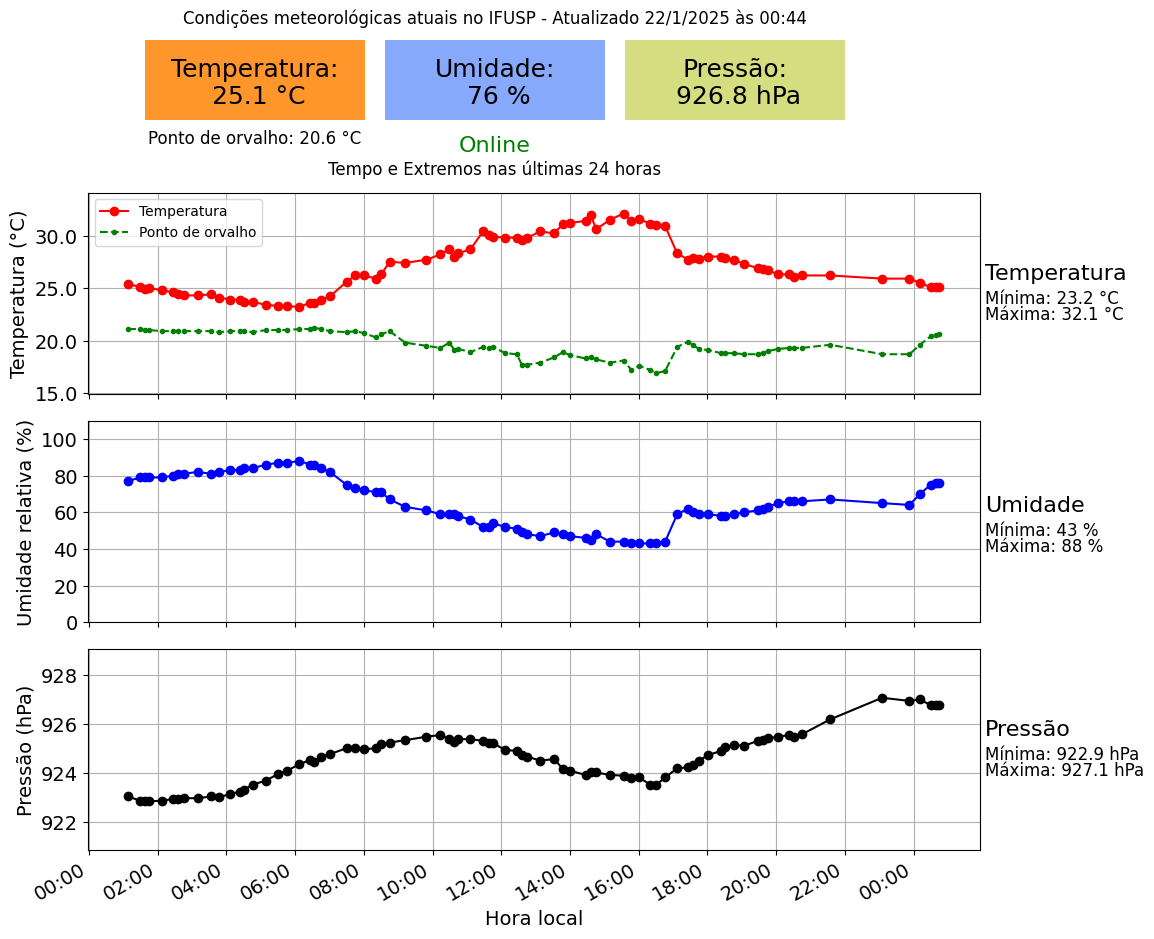 Condições meteorológicas atuais no IFUSP - Atualizado 22/1/2025 às 00:44
Temperatura:
25.1 °C
Umidade:
76 %
Pressão:
926.8 hPa
Ponto de orvalho: 20.6 °C
Online
Tempo e Extremos nas últimas 24 horas
Temperatura (°C)
30.0
25.0
20.0
15.0
Temperatura
Ponto de orvalho
Temperatura
Mínima: 23.2 °C
Máxima: 32.1 °C
Umidade relativa (%)
100
80
60
40
20
0
Umidade
Mínima: 43 %
Máxima: 88 %
Pressão (hPa)
928
926
924
922
Pressão
Mínima: 922.9 hPa
Máxima: 927.1 hPa
00:00 02:00 04:00 06:00 08:00 10:00 12:00 14:00 16:00 18:00 20:00 22:00 00:00
Hora local